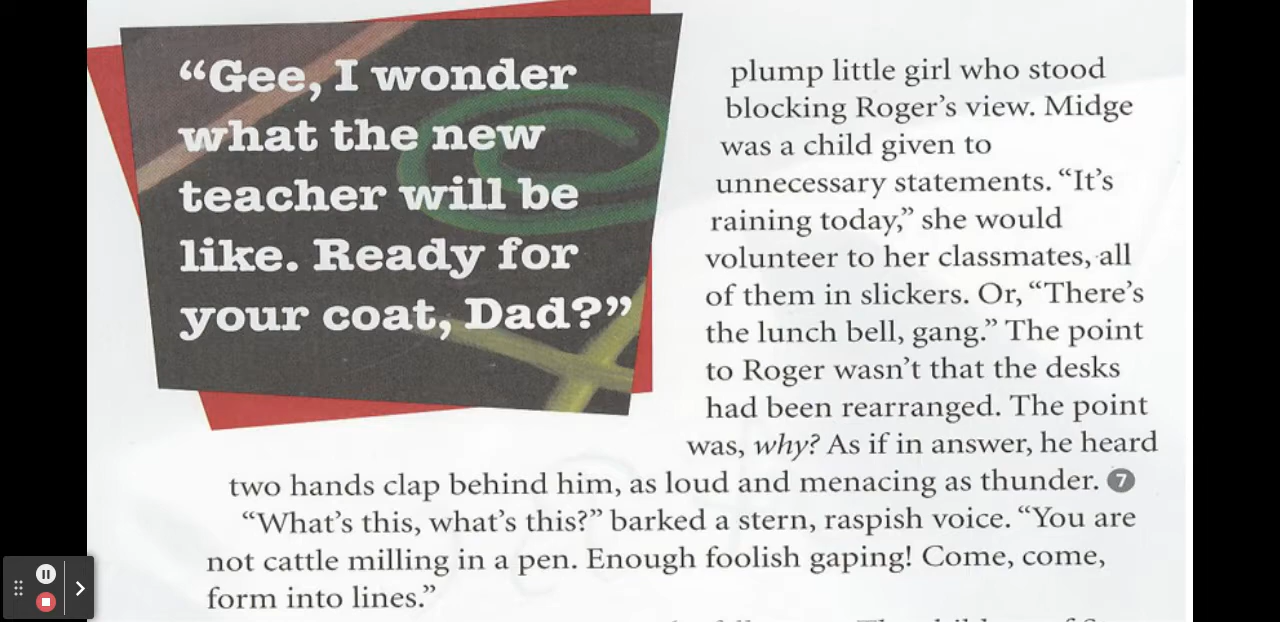 “Gee, I wonder
what the new
teacher will be
like. Ready for
your coat, Dad?”
plump little girl who stood
blocking Roger’s view. Midge
was a child given to
unnecessary statements. “It’s
raining today,” she would
volunteer to her classmates, all
of them in slickers. Or, “There’s
the lunch bell, gang.” The point
to Roger wasn’t that the desks
had been rearranged. The point
was, why? As if in answer, he heard
two hands clap behind him, as loud and menacing as thunder. 7
“What’s this, what’s this?” barked a stern, raspish voice. “You are
not cattle milling in a pen. Enough foolish gaping! Come, come,
form into lines.”